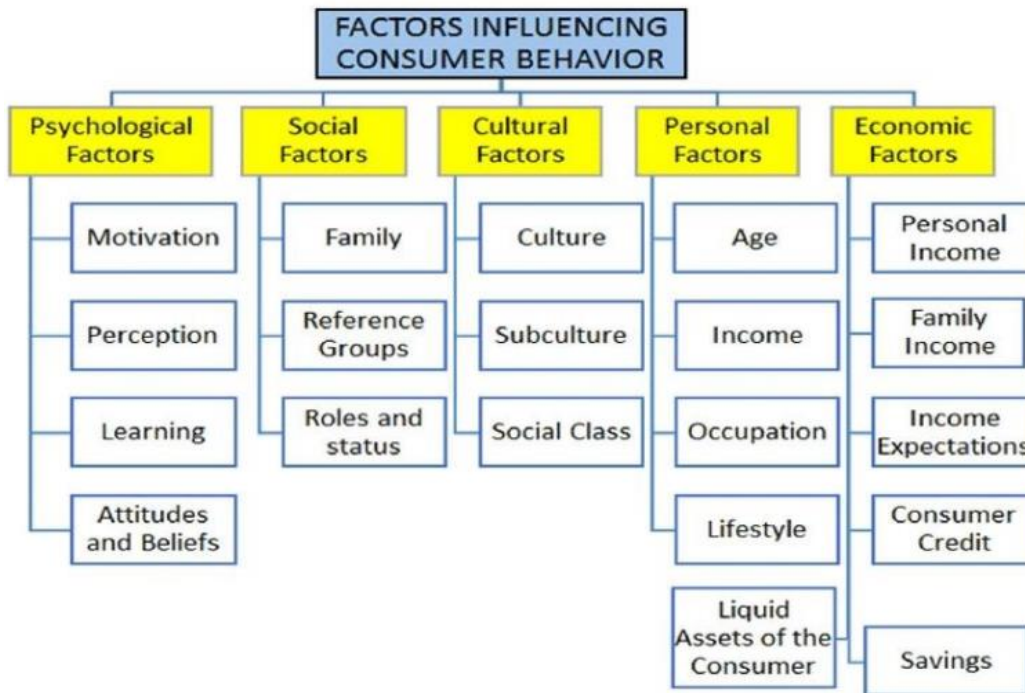 FACTORS INFLUENCING
CONSUMER BEHAVIOR
Psychological
Factors
Motivation
Perception
Learning
Attitudes
and Beliefs
Social
Factors
Family
Reference
Groups
Roles and
status
Cultural
Factors
Culture
Subculture
Social Class
Personal
Factors
Age
Income
Occupation
Lifestyle
Economic
Factors
Personal
Income
Family
Income
Income
Expectations
Consumer
Credit
Liquid
Assets of the
Consumer
Savings